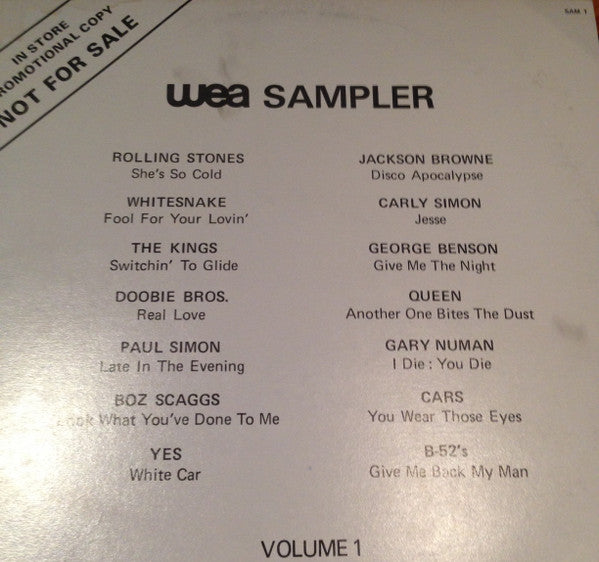 IN STORE
PROMOTIONAL COPY
NOT FOR SALE
SAM 1
wea SAMPLER
ROLLING STONES
She's So Cold
WHITESNAKE
Fool For Your Lovin'
THE KINGS
Switchin' To Glide
DOOBIE BROS.
Real Love
PAUL SIMON
Late In The Evening
BOZ SCAGGS
Look What You've Done To Me
YES
White Car
JACKSON BROWNE
Disco Apocalypse
CARLY SIMON
Jesse
GEORGE BENSON
Give Me The Night
QUEEN
Another One Bites The Dust
GARY NUMAN
I Die : You Die
CARS
You Wear Those Eyes
B-52's
Give Me Back My Man
VOLUME 1